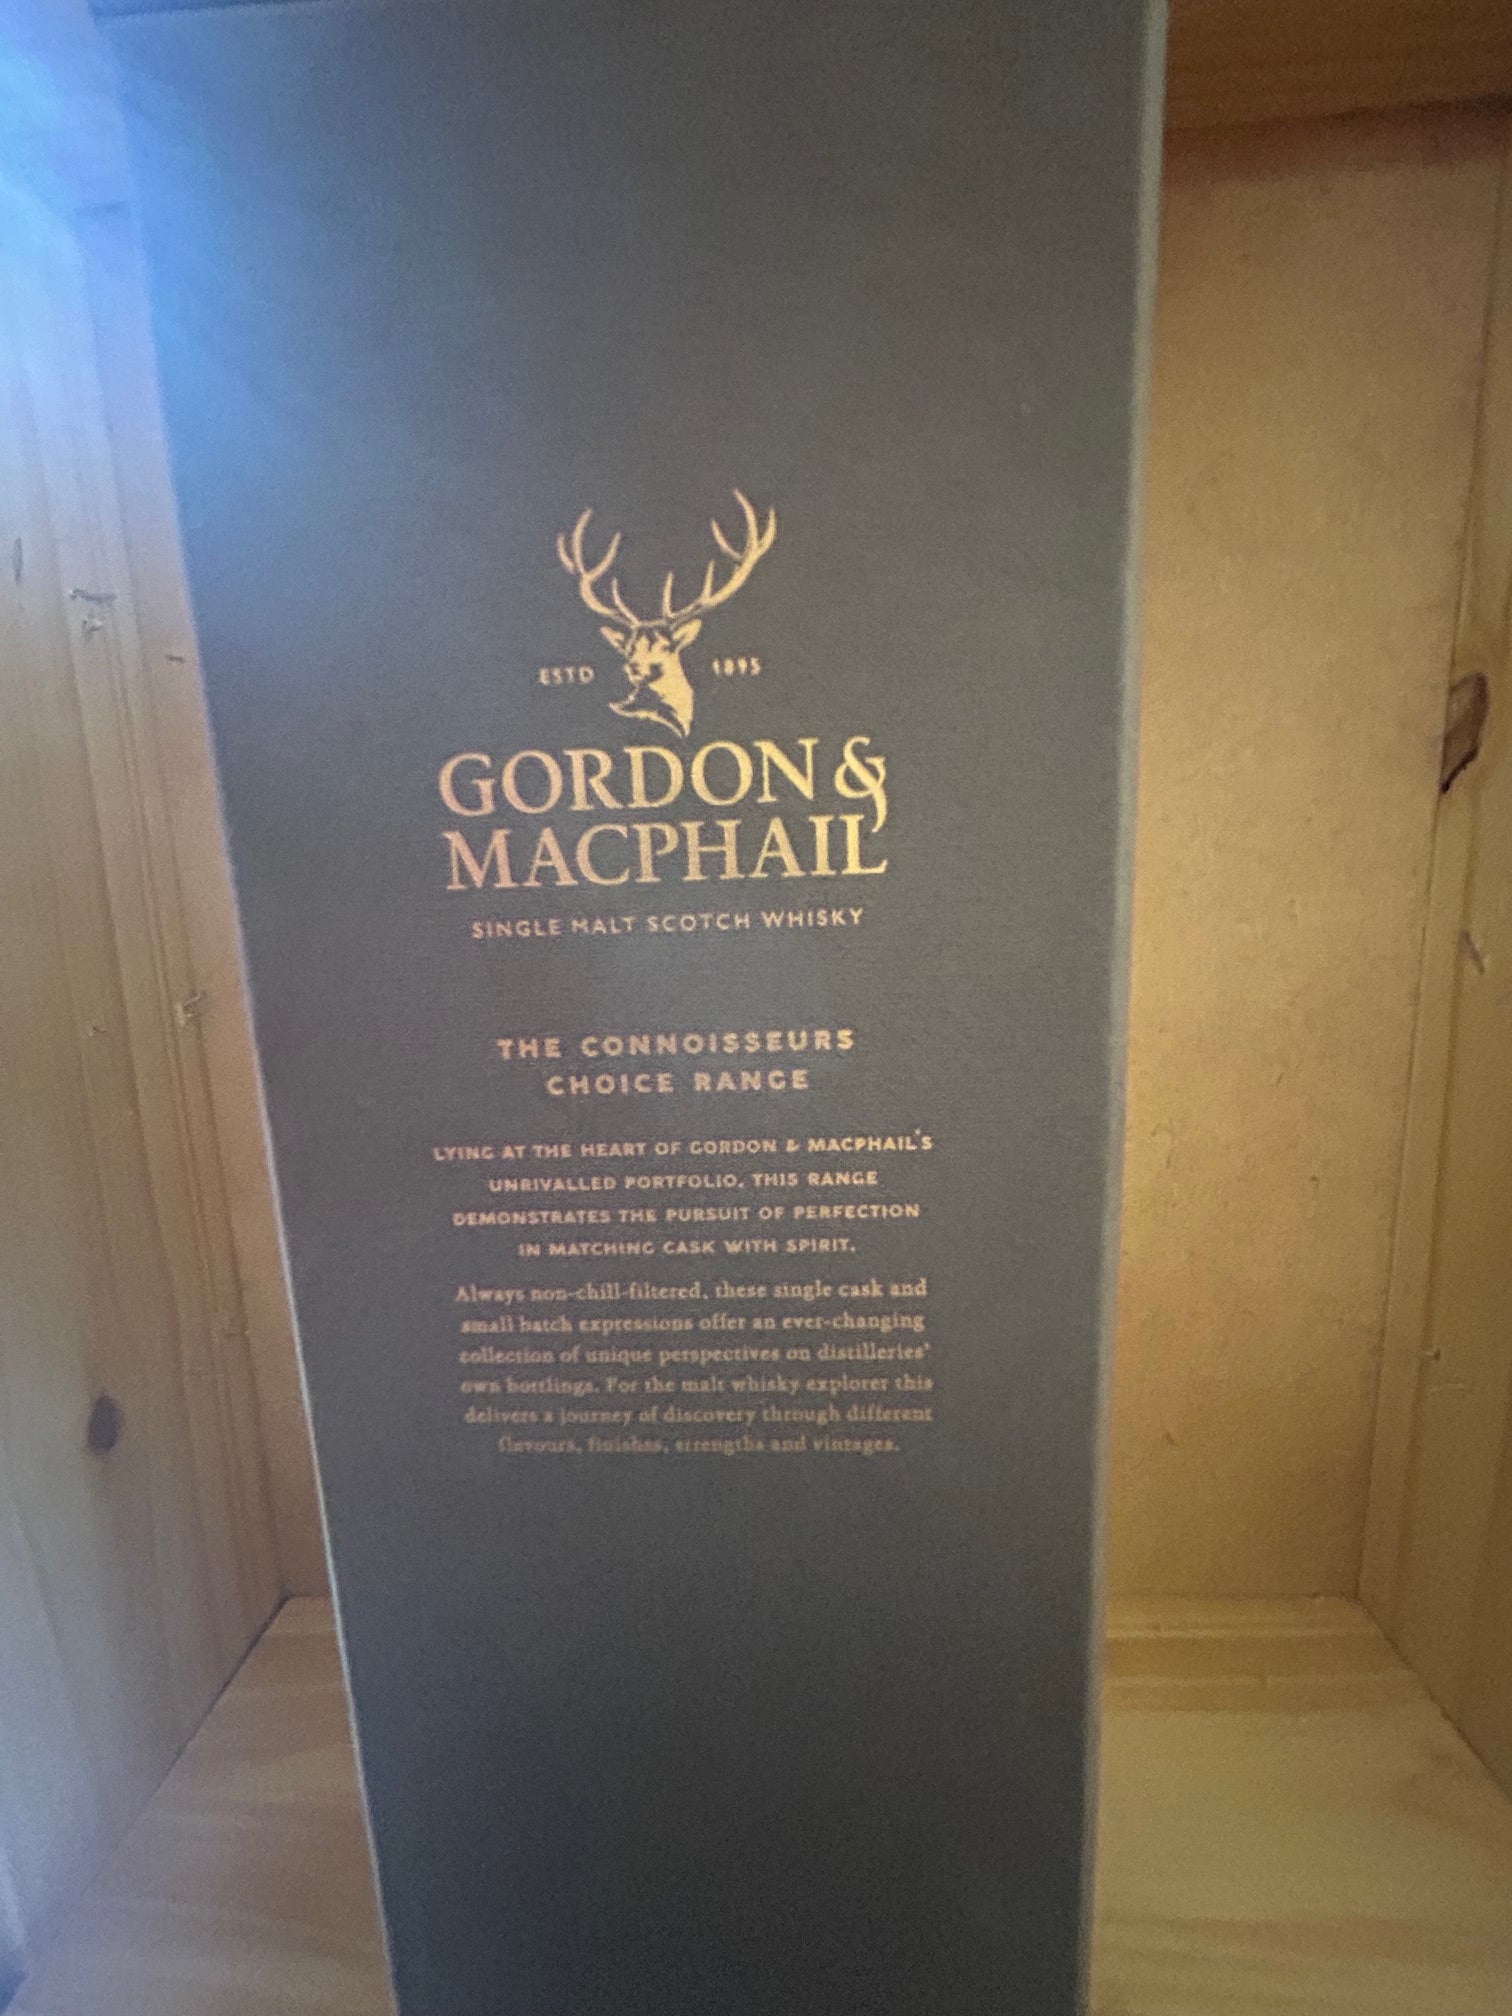 ESTD 1895
GORDON &
MACPHAIL
SINGLE MALT SCOTCH WHISKY
THE CONNOISSEURS
CHOICE RANGE
LYING AT THE HEART OF GORDON & MACPHAIL'S
UNRIVALLED PORTFOLIO, THIS RANGE
DEMONSTRATES THE PURSUIT OF PERFECTION
IN MATCHING CASK WITH SPIRIT.
Always non-chill-filtered, these single cask and
small batch expressions offer an ever-changing
collection of unique perspectives on distilleries'
own bottlings. For the malt whisky explorer this
delivers a journey of discovery through different
flavours, finishes, strengths and vintages.